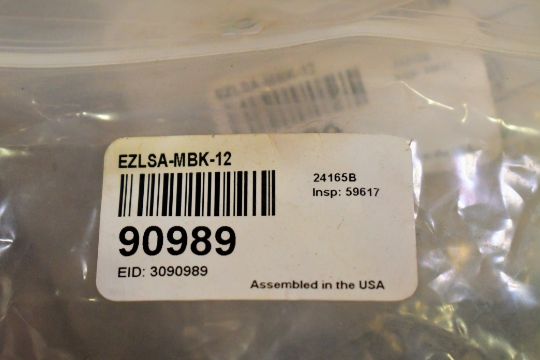 EZLSA-MBK-12
24165B
Insp: 59617
90989
EID: 3090989
Assembled in the USA